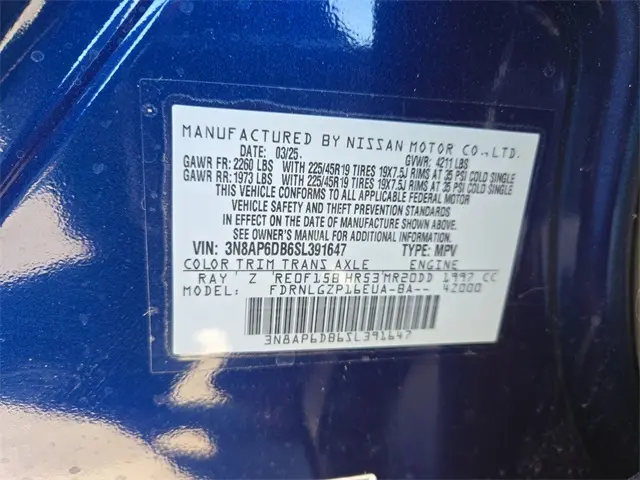 MANUFACTURED BY NISSAN MOTOR CO., LTD.
DATE: 03/25. GVWR: 4211 LBS
GAWR FR: 2260 LBS WITH 225/45R19 TIRES 19X7.5J RIMS AT 35 PSI COLD SINGLE
GAWR RR: 1973 LBS WITH 225/45R19 TIRES 19X7.5J RIMS AT 35 PSI COLD SINGLE
THIS VEHICLE CONFORMS TO ALL APPLICABLE FEDERAL MOTOR
VEHICLE SAFETY AND THEFT PREVENTION STANDARDS
IN EFFECT ON THE DATE OF MANUFACTURE SHOWN ABOVE.
SEE OWNER'S MANUAL FOR ADDITIONAL INFORMATION.
VIN: 3N8AP6DB6SL391647 TYPE: MPV
COLOR TRIM TRANS AXLE ENGINE
RAY' Z 'RE0F15B HR53'MR20DD 1997 CC
MODEL: FDRNLGZP16EUA-BA-- 4Z000
3N8AP6DB6SL391647